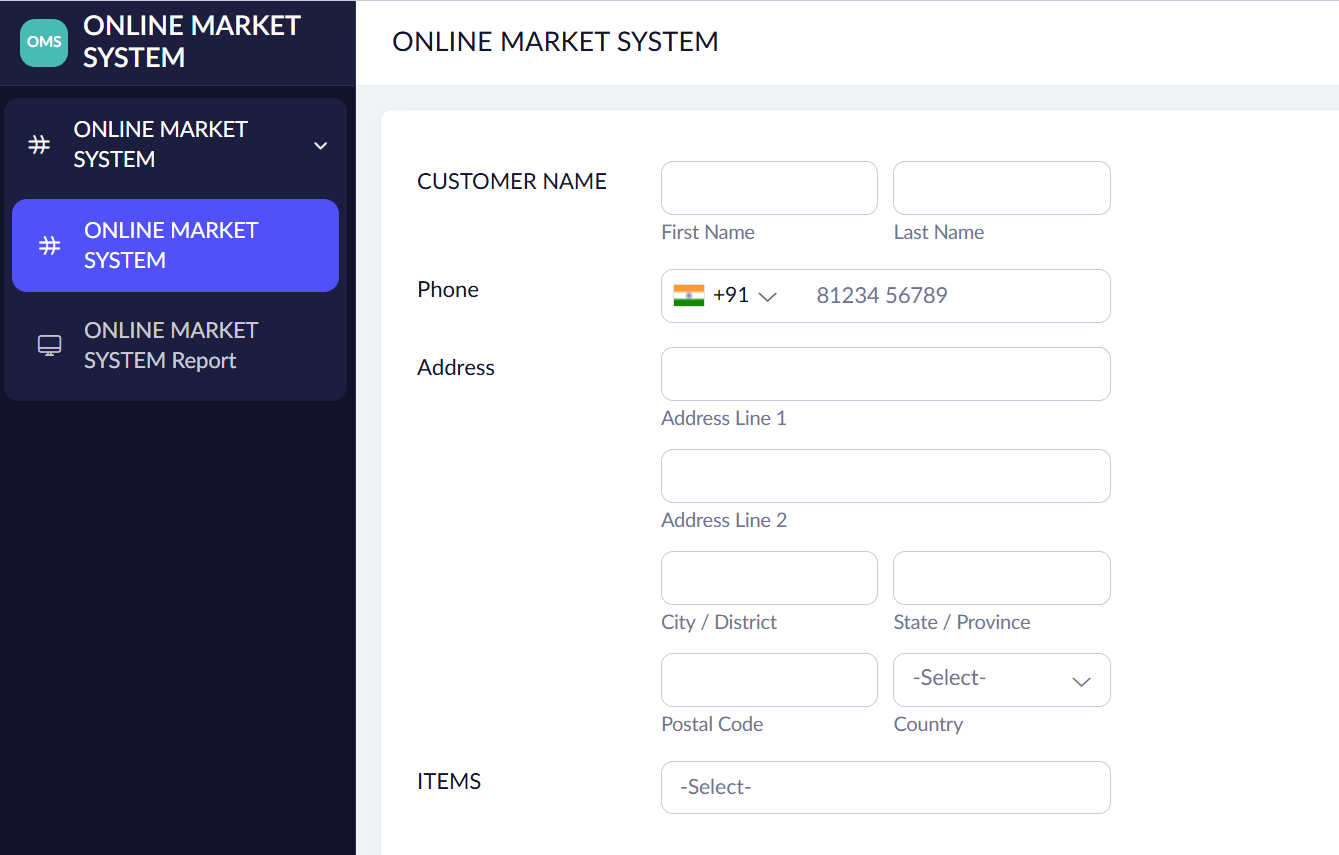 OMS
ONLINE MARKET
SYSTEM
ONLINE MARKET SYSTEM
ONLINE MARKET
SYSTEM
ONLINE MARKET
SYSTEM
ONLINE MARKET
SYSTEM Report
CUSTOMER NAME
First Name Last Name
Phone +91 81234 56789
Address
Address Line 1
Address Line 2
City / District State / Province
-Select-
Postal Code Country
ITEMS -Select-